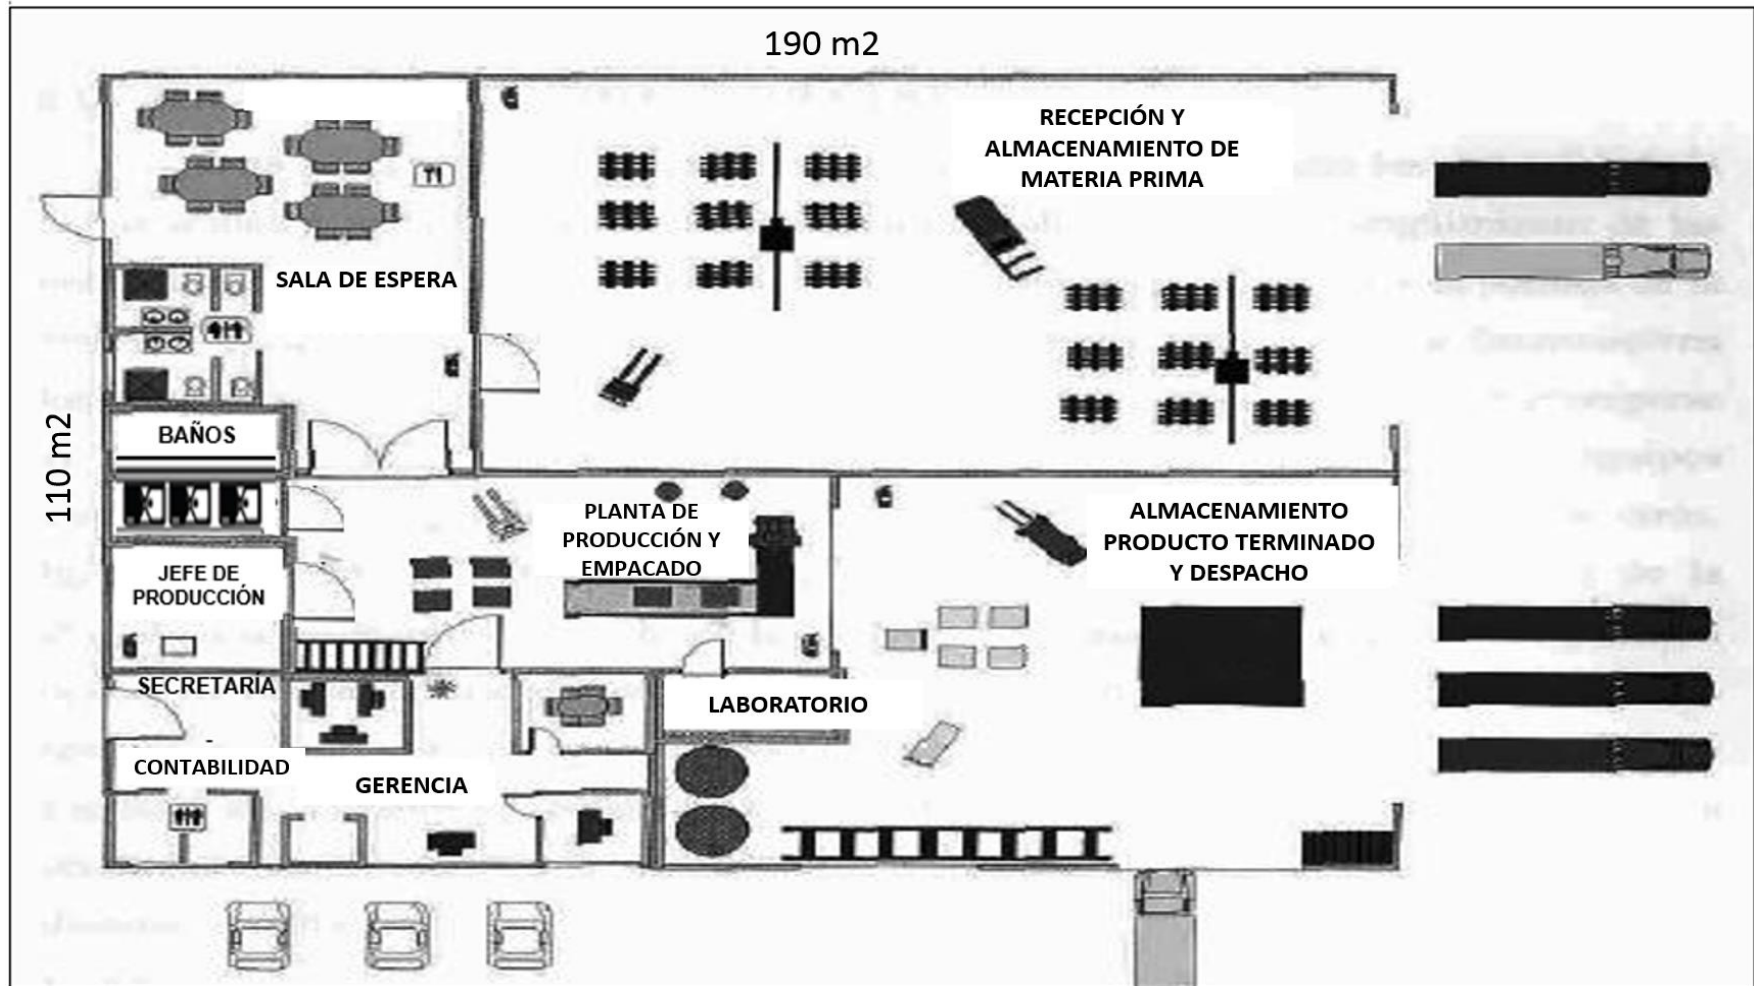 190 m2
RECEPCIÓN Y
ALMACENAMIENTO DE
MATERIA PRIMA
SALA DE ESPERA
BAÑOS
110 m2
PLANTA DE
PRODUCCIÓN Y
EMPACADO
ALMACENAMIENTO
PRODUCTO TERMINADO
Y DESPACHO
JEFE DE
PRODUCCIÓN
SECRETARÍA
LABORATORIO
CONTABILIDAD
GERENCIA